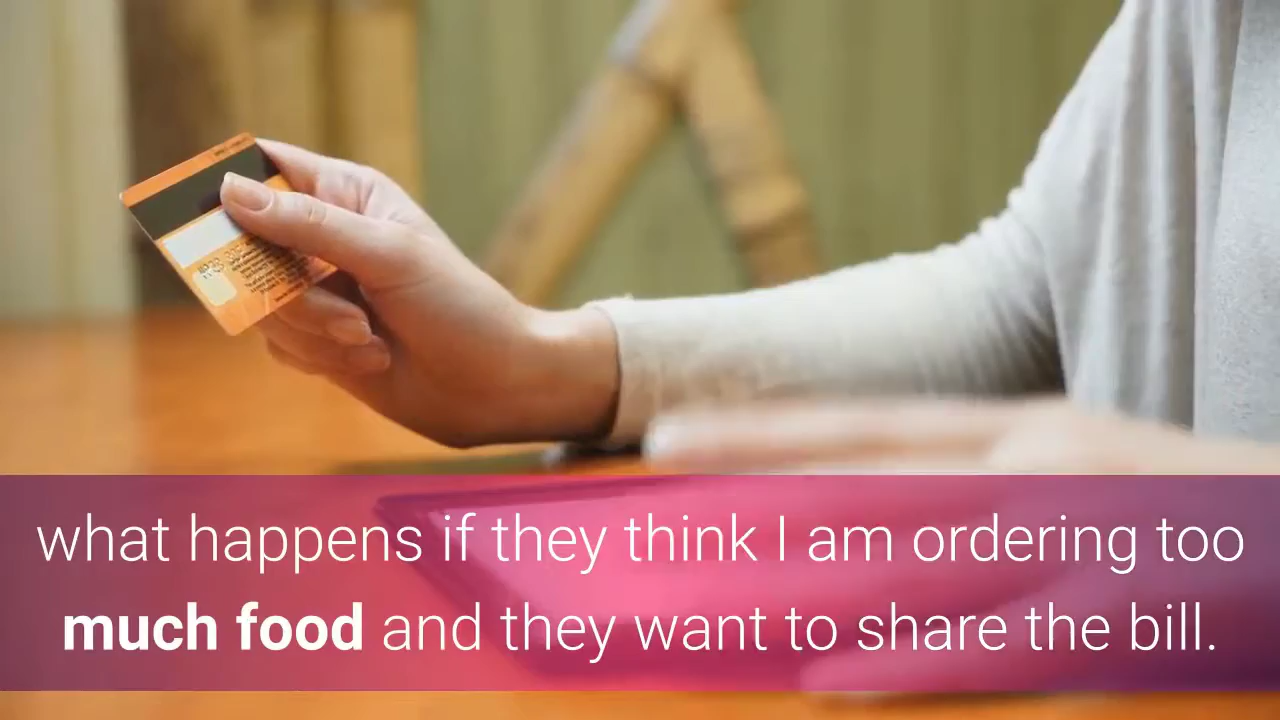 what happens if they think I am ordering too
much food and they want to share the bill.